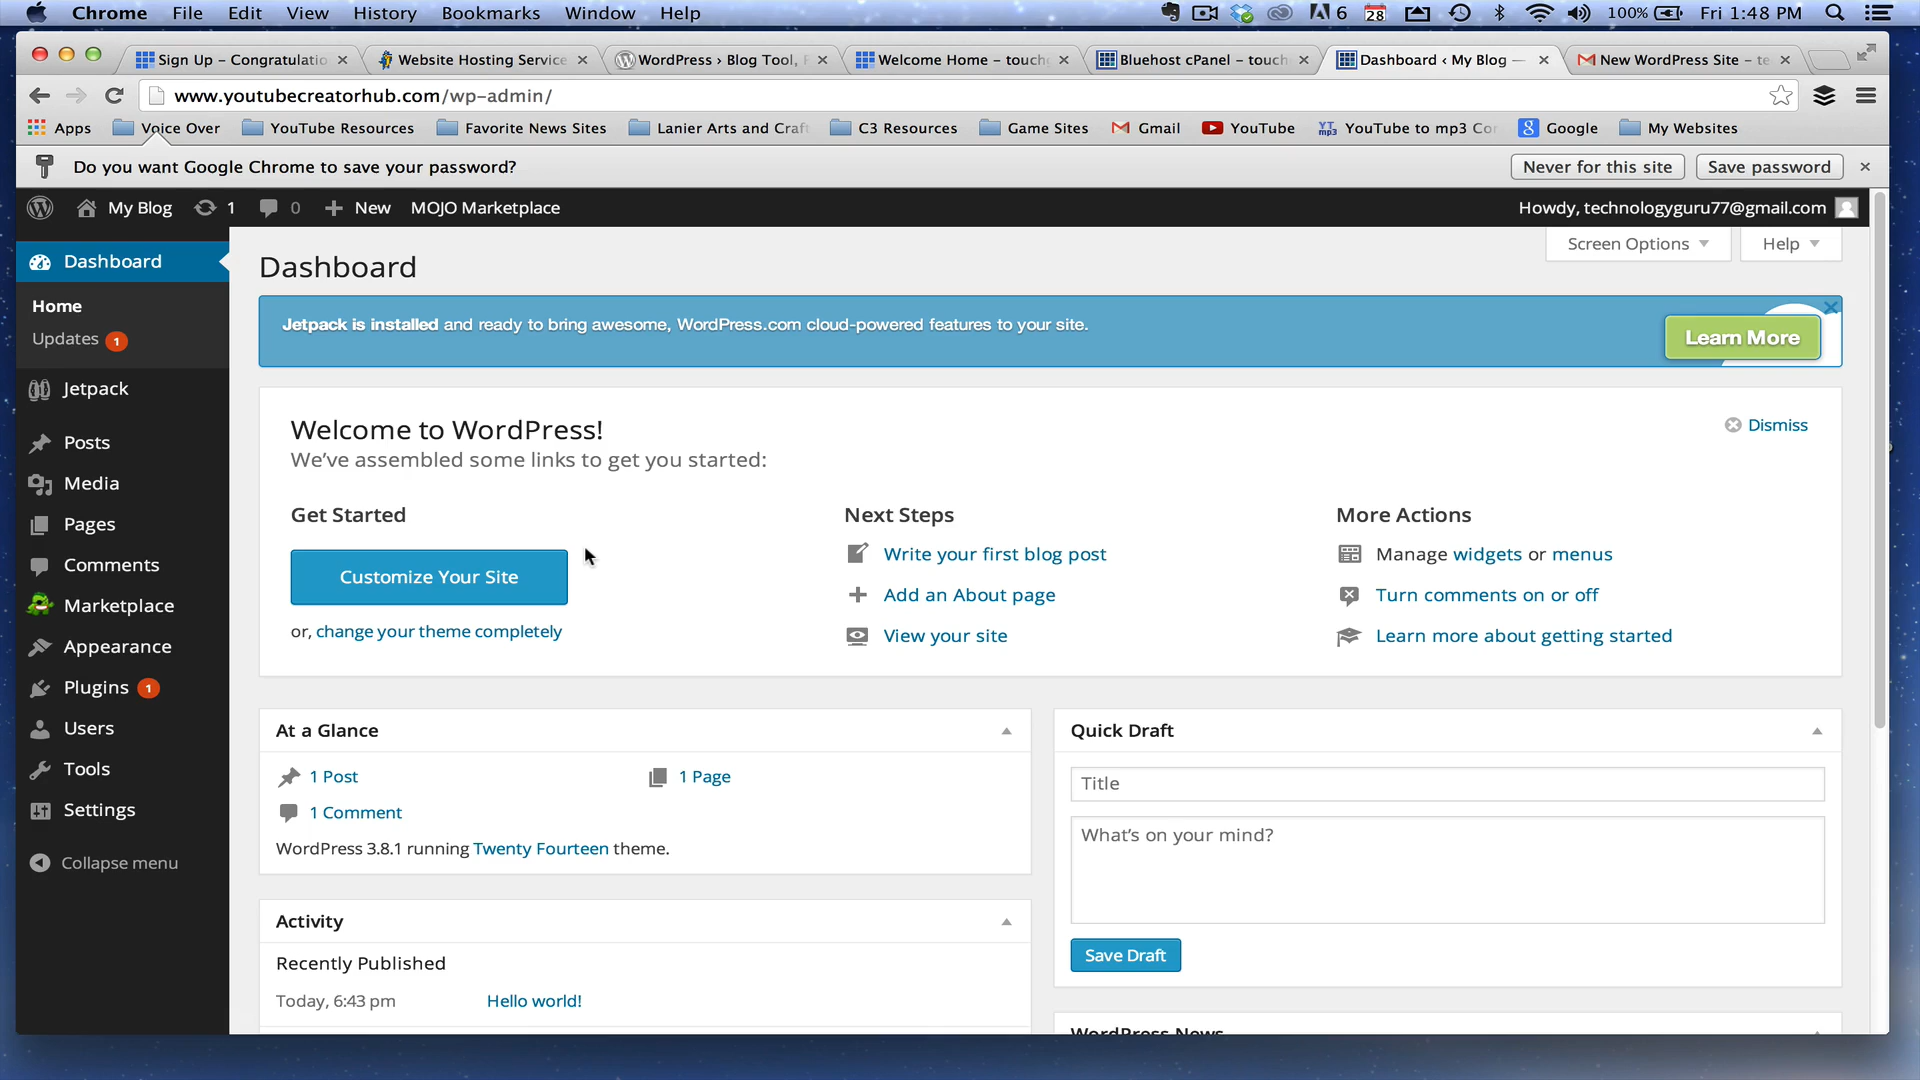 Chrome File Edit View History Bookmarks Window Help 6 28 100% Fri 1:48 PM
Sign Up – Congratulatio Website Hosting Service WordPress › Blog Tool, Welcome Home – touch Bluehost cPanel – touch Dashboard ‹ My Blog — New WordPress Site – te
www.youtubecreatorhub.com/wp-admin/
Apps Voice Over YouTube Resources Favorite News Sites Lanier Arts and Craf C3 Resources Game Sites Gmail YouTube YouTube to mp3 Co Google My Websites
Do you want Google Chrome to save your password? Never for this site Save password
My Blog 1 0 New MOJO Marketplace Howdy, technologyguru77@gmail.com
Screen Options Help
Dashboard
Home
Updates 1
Jetpack
Posts
Media
Pages
Comments
Marketplace
Appearance
Plugins 1
Users
Tools
Settings
Collapse menu
Dashboard
Jetpack is installed and ready to bring awesome, WordPress.com cloud-powered features to your site.
Learn More
Welcome to WordPress!
Dismiss
We've assembled some links to get you started:
Get Started
Customize Your Site
or, change your theme completely
Next Steps
Write your first blog post
Add an About page
View your site
More Actions
Manage widgets or menus
Turn comments on or off
Learn more about getting started
At a Glance
1 Post 1 Page
1 Comment
WordPress 3.8.1 running Twenty Fourteen theme.
Activity
Recently Published
Today, 6:43 pm Hello world!
Quick Draft
Title
What's on your mind?
Save Draft
WordPress News